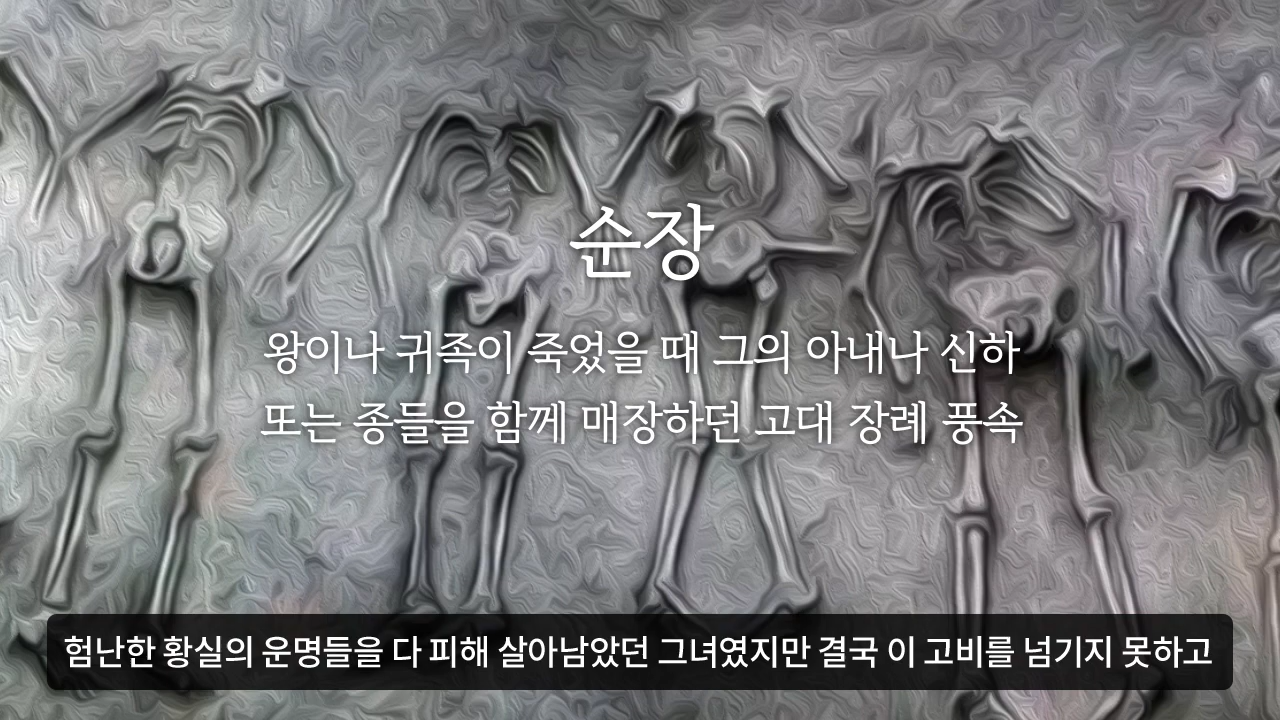 순장
왕이나 귀족이 죽었을 때 그의 아내나 신하
또는 종들을 함께 매장하던 고대 장례 풍속
험난한 황실의 운명들을 다 피해 살아남았던 그녀였지만 결국 이 고비를 넘기지 못하고